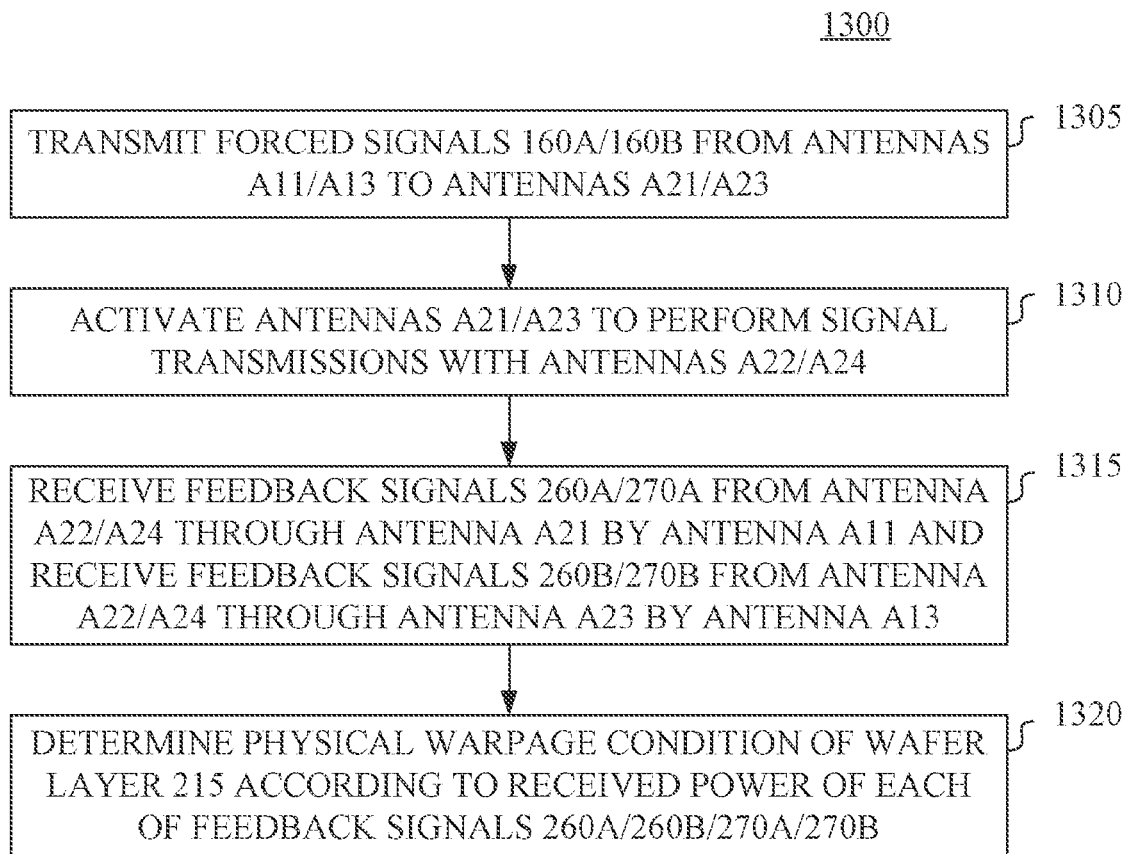 1300
1305
TRANSMIT FORCED SIGNALS 160A/160B FROM ANTENNAS
A11/A13 TO ANTENNAS A21/A23
1310
ACTIVATE ANTENNAS A21/A23 TO PERFORM SIGNAL
TRANSMISSIONS WITH ANTENNAS A22/A24
1315
RECEIVE FEEDBACK SIGNALS 260A/270A FROM ANTENNA
A22/A24 THROUGH ANTENNA A21 BY ANTENNA A11 AND
RECEIVE FEEDBACK SIGNALS 260B/270B FROM ANTENNA
A22/A24 THROUGH ANTENNA A23 BY ANTENNA A13
1320
DETERMINE PHYSICAL WARPAGE CONDITION OF WAFER
LAYER 215 ACCORDING TO RECEIVED POWER OF EACH
OF FEEDBACK SIGNALS 260A/260B/270A/270B